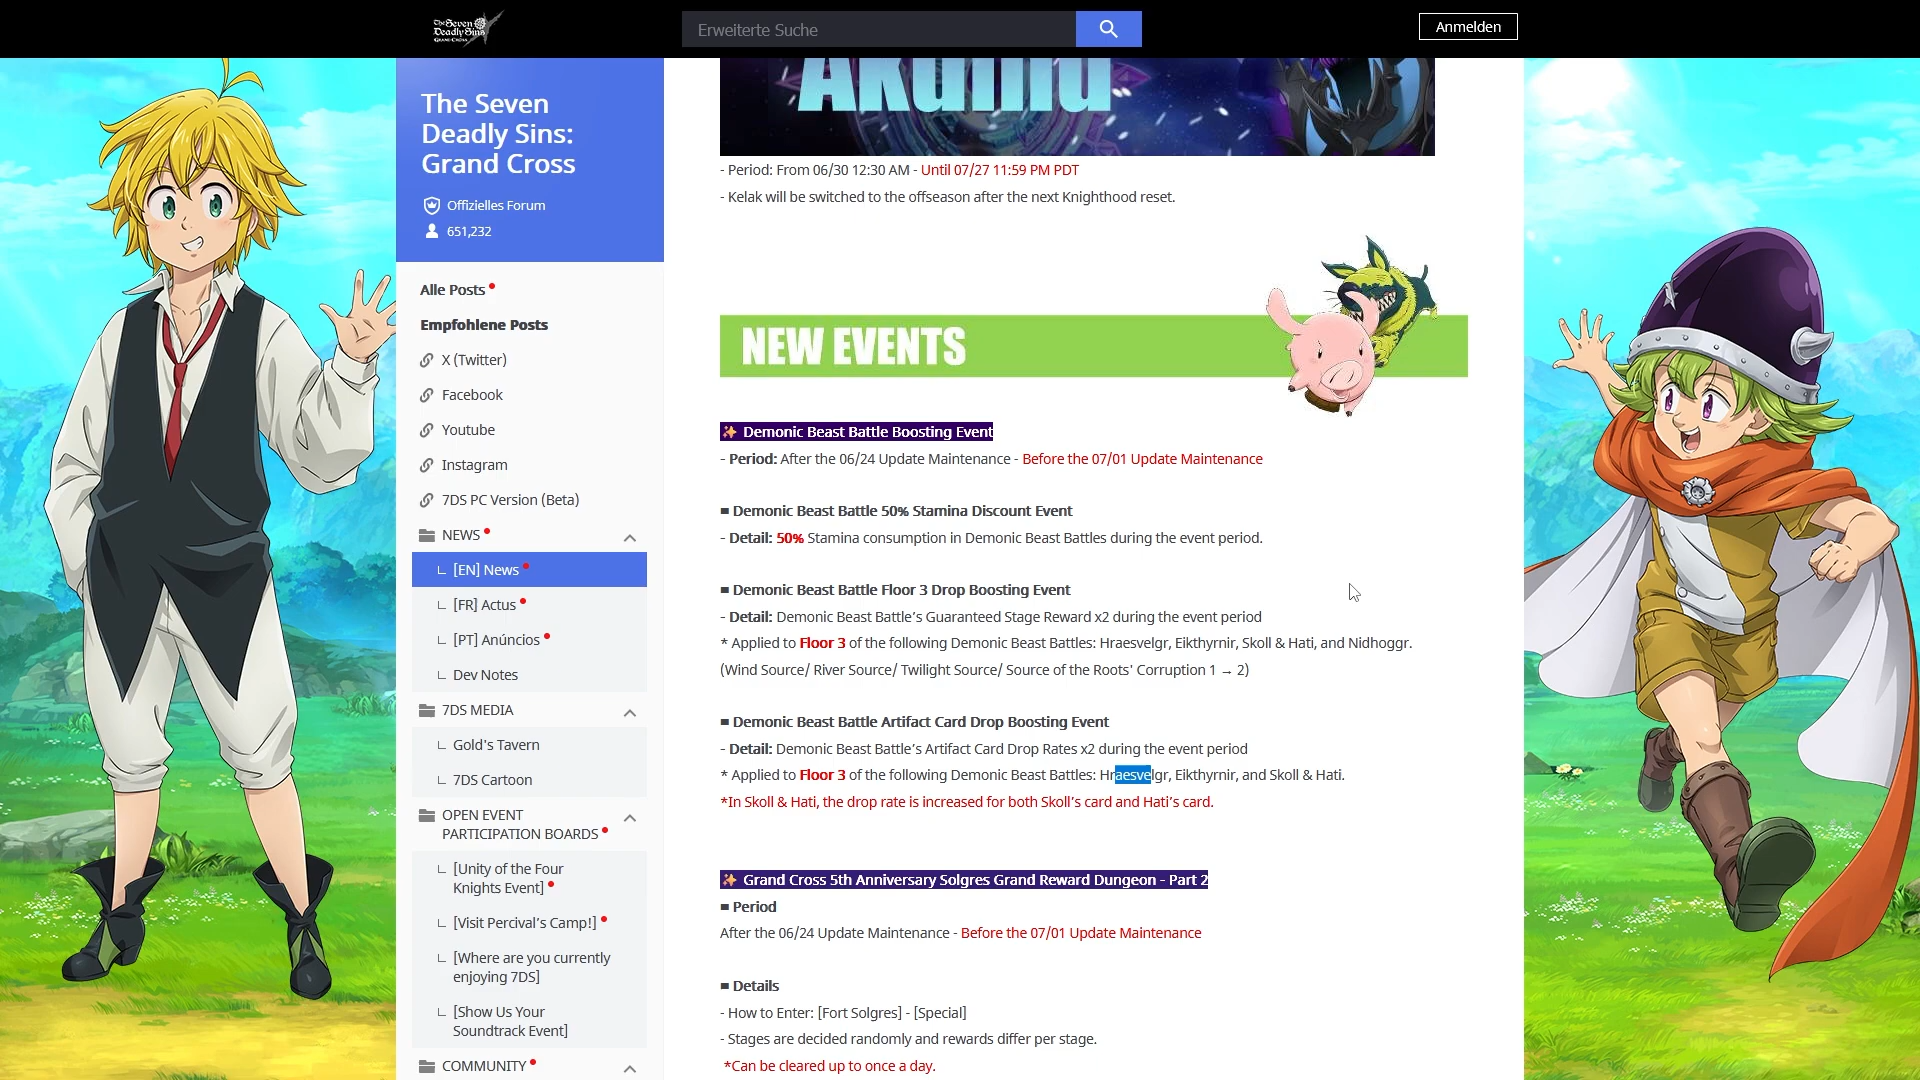 The Seven
Deadly Sins
GRAND CROSS
Erweiterte Suche
Anmelden
The Seven
Deadly Sins:
Grand Cross
Offizielles Forum
651,232
Alle Posts
Empfohlene Posts
X (Twitter)
Facebook
Youtube
Instagram
7DS PC Version (Beta)
NEWS
[EN] News
[FR] Actus
[PT] Anúncios
Dev Notes
7DS MEDIA
Gold's Tavern
7DS Cartoon
OPEN EVENT
PARTICIPATION BOARDS
[Unity of the Four
Knights Event]
[Visit Percival's Camp!]
[Where are you currently
enjoying 7DS]
[Show Us Your
Soundtrack Event]
COMMUNITY
- Period: From 06/30 12:30 AM - Until 07/27 11:59 PM PDT
- Kelak will be switched to the offseason after the next Knighthood reset.
NEW EVENTS
✨ Demonic Beast Battle Boosting Event
- Period: After the 06/24 Update Maintenance - Before the 07/01 Update Maintenance
■ Demonic Beast Battle 50% Stamina Discount Event
- Detail: 50% Stamina consumption in Demonic Beast Battles during the event period.
■ Demonic Beast Battle Floor 3 Drop Boosting Event
- Detail: Demonic Beast Battle’s Guaranteed Stage Reward x2 during the event period
* Applied to Floor 3 of the following Demonic Beast Battles: Hraesvelgr, Eikthyrnir, Skoll & Hati, and Nidhoggr.
(Wind Source/ River Source/ Twilight Source/ Source of the Roots' Corruption 1 → 2)
■ Demonic Beast Battle Artifact Card Drop Boosting Event
- Detail: Demonic Beast Battle’s Artifact Card Drop Rates x2 during the event period
* Applied to Floor 3 of the following Demonic Beast Battles: Hraesvelgr, Eikthyrnir, and Skoll & Hati.
*In Skoll & Hati, the drop rate is increased for both Skoll’s card and Hati’s card.
✨ Grand Cross 5th Anniversary Solgres Grand Reward Dungeon - Part 2
■ Period
After the 06/24 Update Maintenance - Before the 07/01 Update Maintenance
■ Details
- How to Enter: [Fort Solgres] - [Special]
- Stages are decided randomly and rewards differ per stage.
*Can be cleared up to once a day.